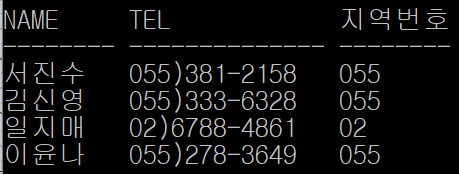 NAME TEL 지역번호
-------- --------------- --------
서진수 055)381-2158 055
김신영 055)333-6328 055
일지매 02)6788-4861 02
이윤나 055)278-3649 055